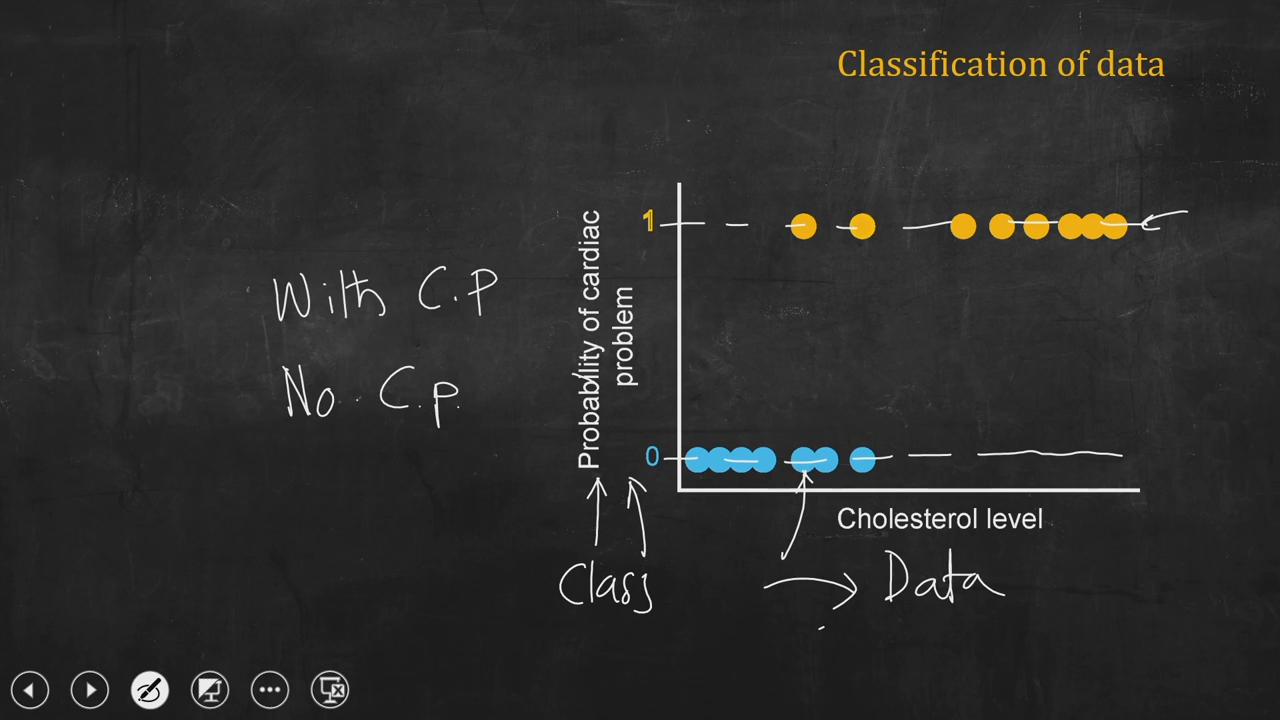 Classification of data
1
With C.P
No C.p.
Probability of cardiac
problem
0
Cholesterol level
Class
Data